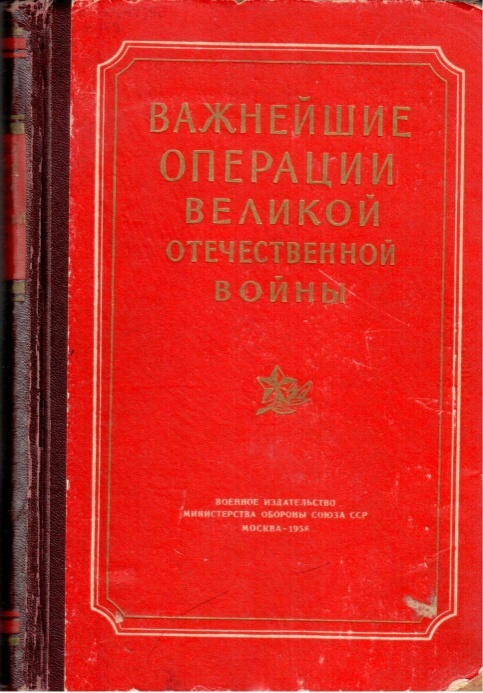 ВАЖНЕЙШИЕ
ОПЕРАЦИИ
ВЕЛИКОЙ
ОТЕЧЕСТВЕННОЙ
ВОЙНЫ
ВОЕННОЕ ИЗДАТЕЛЬСТВО
МИНИСТЕРСТВА ОБОРОНЫ СОЮЗА ССР
МОСКВА-1956